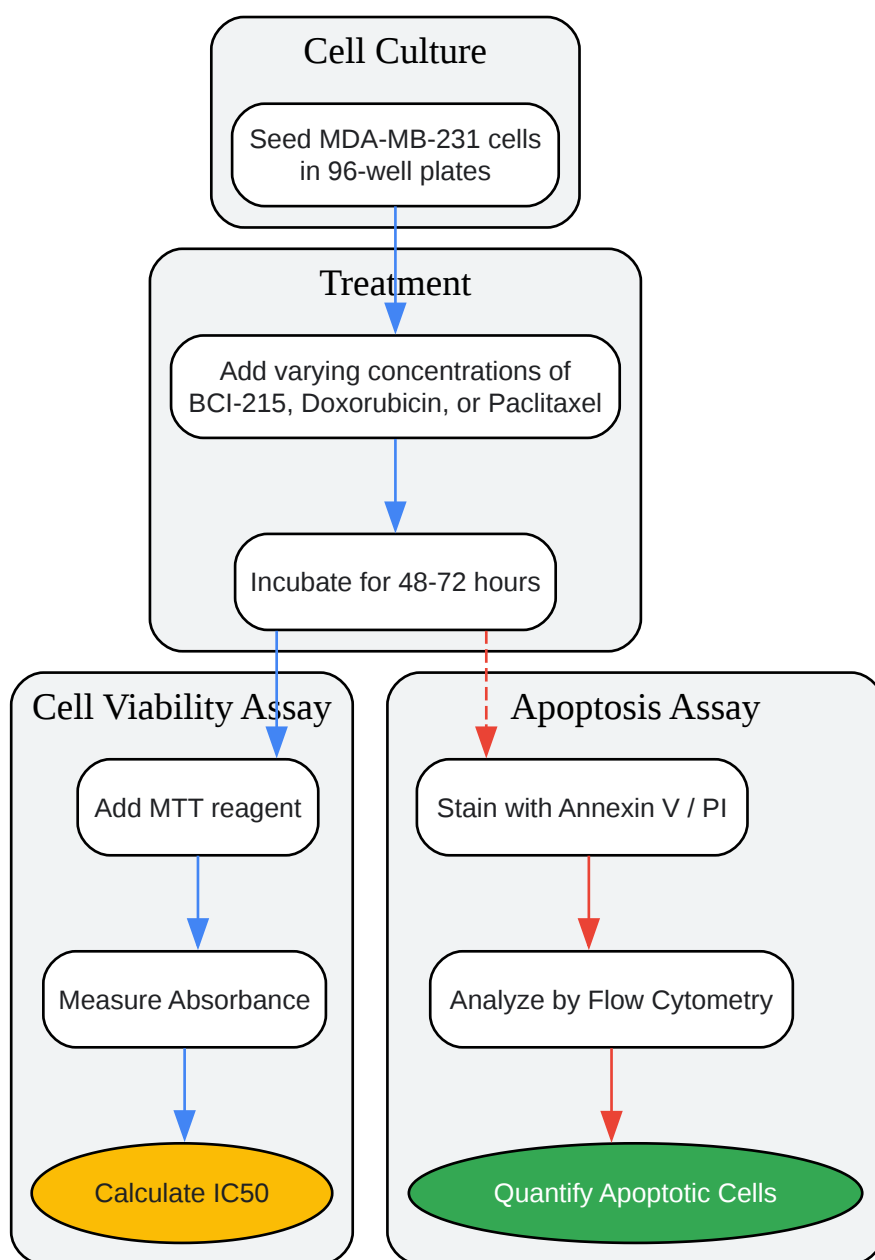 Cell Culture
Seed MDA-MB-231 cells
in 96-well plates
Treatment
Add varying concentrations of
BCI-215, Doxorubicin, or Paclitaxel
Incubate for 48-72 hours
Cell Viability Assay
Add MTT reagent
Measure Absorbance
Calculate IC50
Apoptosis Assay
Stain with Annexin V / PI
Analyze by Flow Cytometry
Quantify Apoptotic Cells